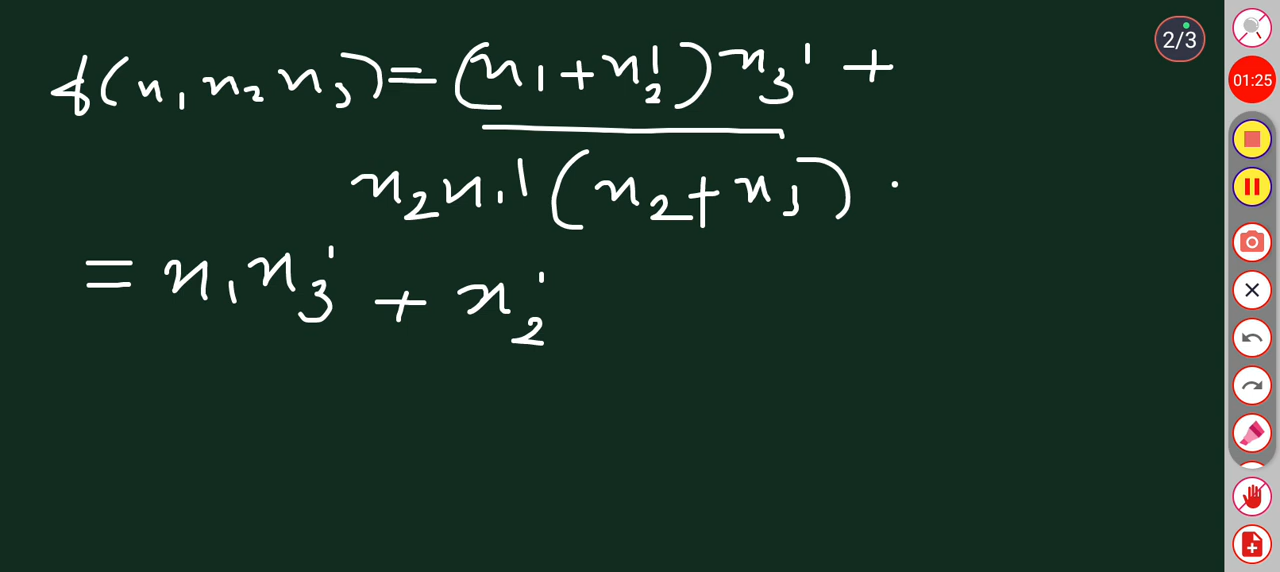 2/3
01:25
f(x₁ x₂ x₃) = (x₁ + x₂') x₃' +
x₂ x₁' (x₂ + x₃) .
= x₁ x₃' + x₂'